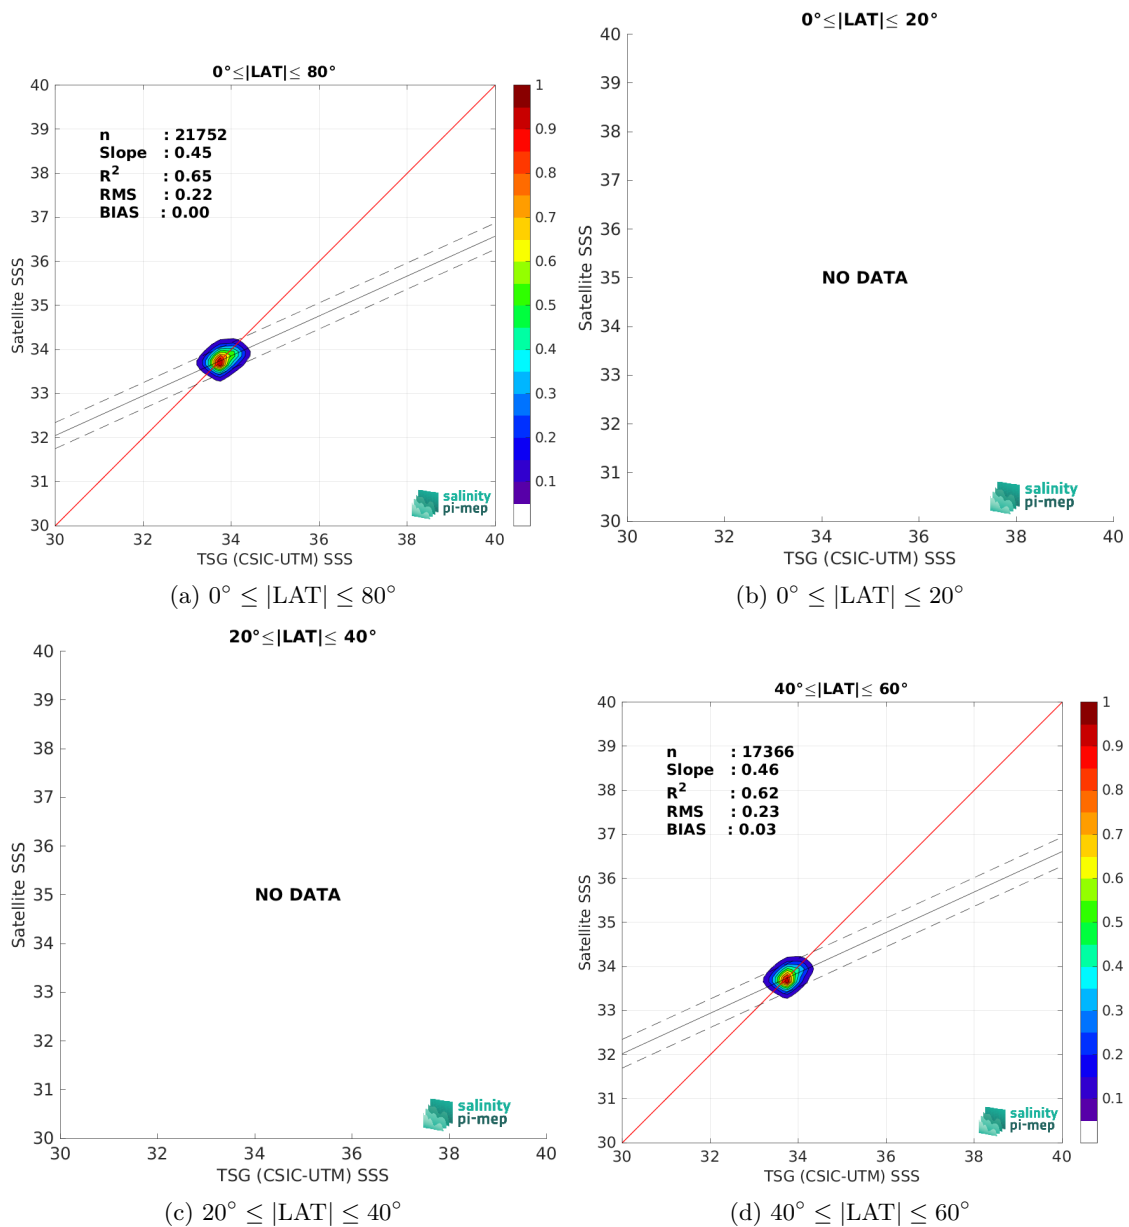 0°≤|LAT|≤ 80°
40
39
38
37
36
35
34
33
32
31
30
Satellite SSS
n : 21752
Slope : 0.45
R² : 0.65
RMS : 0.22
BIAS : 0.00
1
0.9
0.8
0.7
0.6
0.5
0.4
0.3
0.2
0.1
salinity
pi-mep
30 32 34 36 38 40
TSG (CSIC-UTM) SSS
(a) 0° ≤ |LAT| ≤ 80°
0°≤|LAT|≤ 20°
40
39
38
37
36
35
34
33
32
31
30
Satellite SSS
NO DATA
salinity
pi-mep
30 32 34 36 38 40
TSG (CSIC-UTM) SSS
(b) 0° ≤ |LAT| ≤ 20°
20°≤|LAT|≤ 40°
40
39
38
37
36
35
34
33
32
31
30
Satellite SSS
NO DATA
salinity
pi-mep
30 32 34 36 38 40
TSG (CSIC-UTM) SSS
(c) 20° ≤ |LAT| ≤ 40°
40°≤|LAT|≤ 60°
40
39
38
37
36
35
34
33
32
31
30
Satellite SSS
n : 17366
Slope : 0.46
R² : 0.62
RMS : 0.23
BIAS : 0.03
1
0.9
0.8
0.7
0.6
0.5
0.4
0.3
0.2
0.1
salinity
pi-mep
30 32 34 36 38 40
TSG (CSIC-UTM) SSS
(d) 40° ≤ |LAT| ≤ 60°